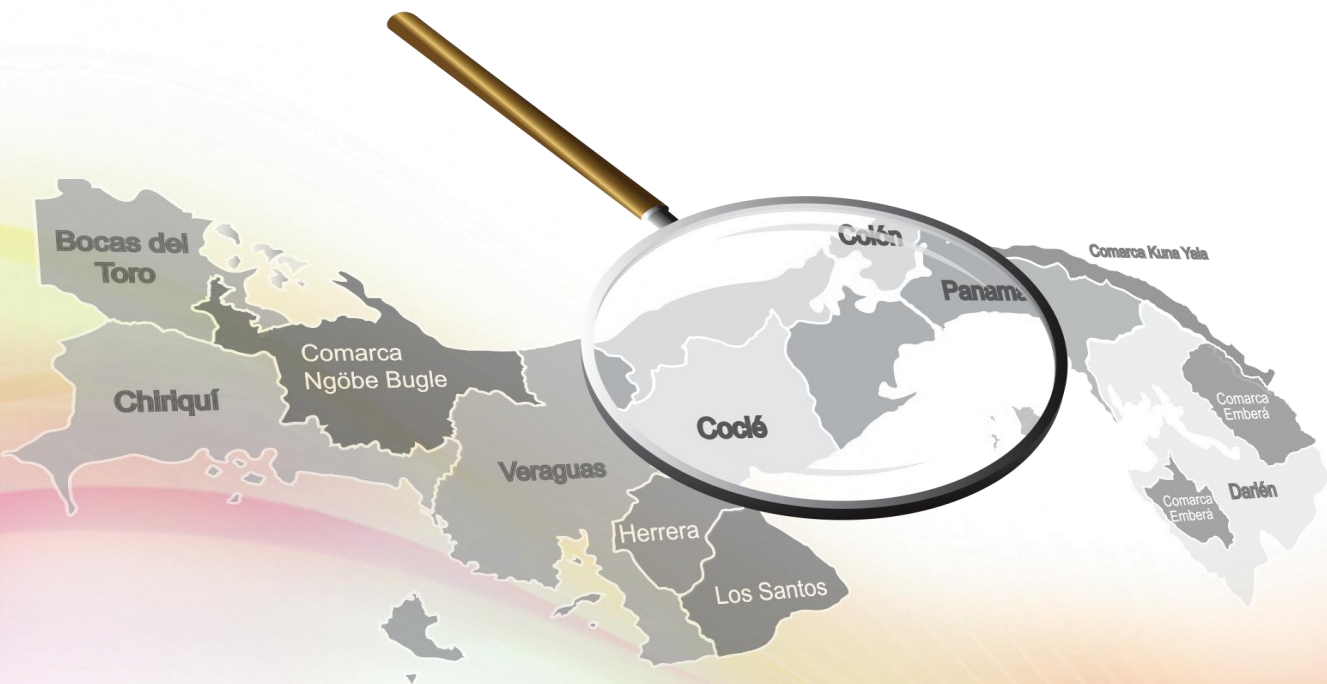 Bocas del
Toro
Chiriquí
Comarca
Ngöbe Bugle
Veraguas
Herrera
Los Santos
Coclé
Colón
Panamá
Comarca Kuna Yala
Comarca
Emberá
Comarca
Emberá
Darién